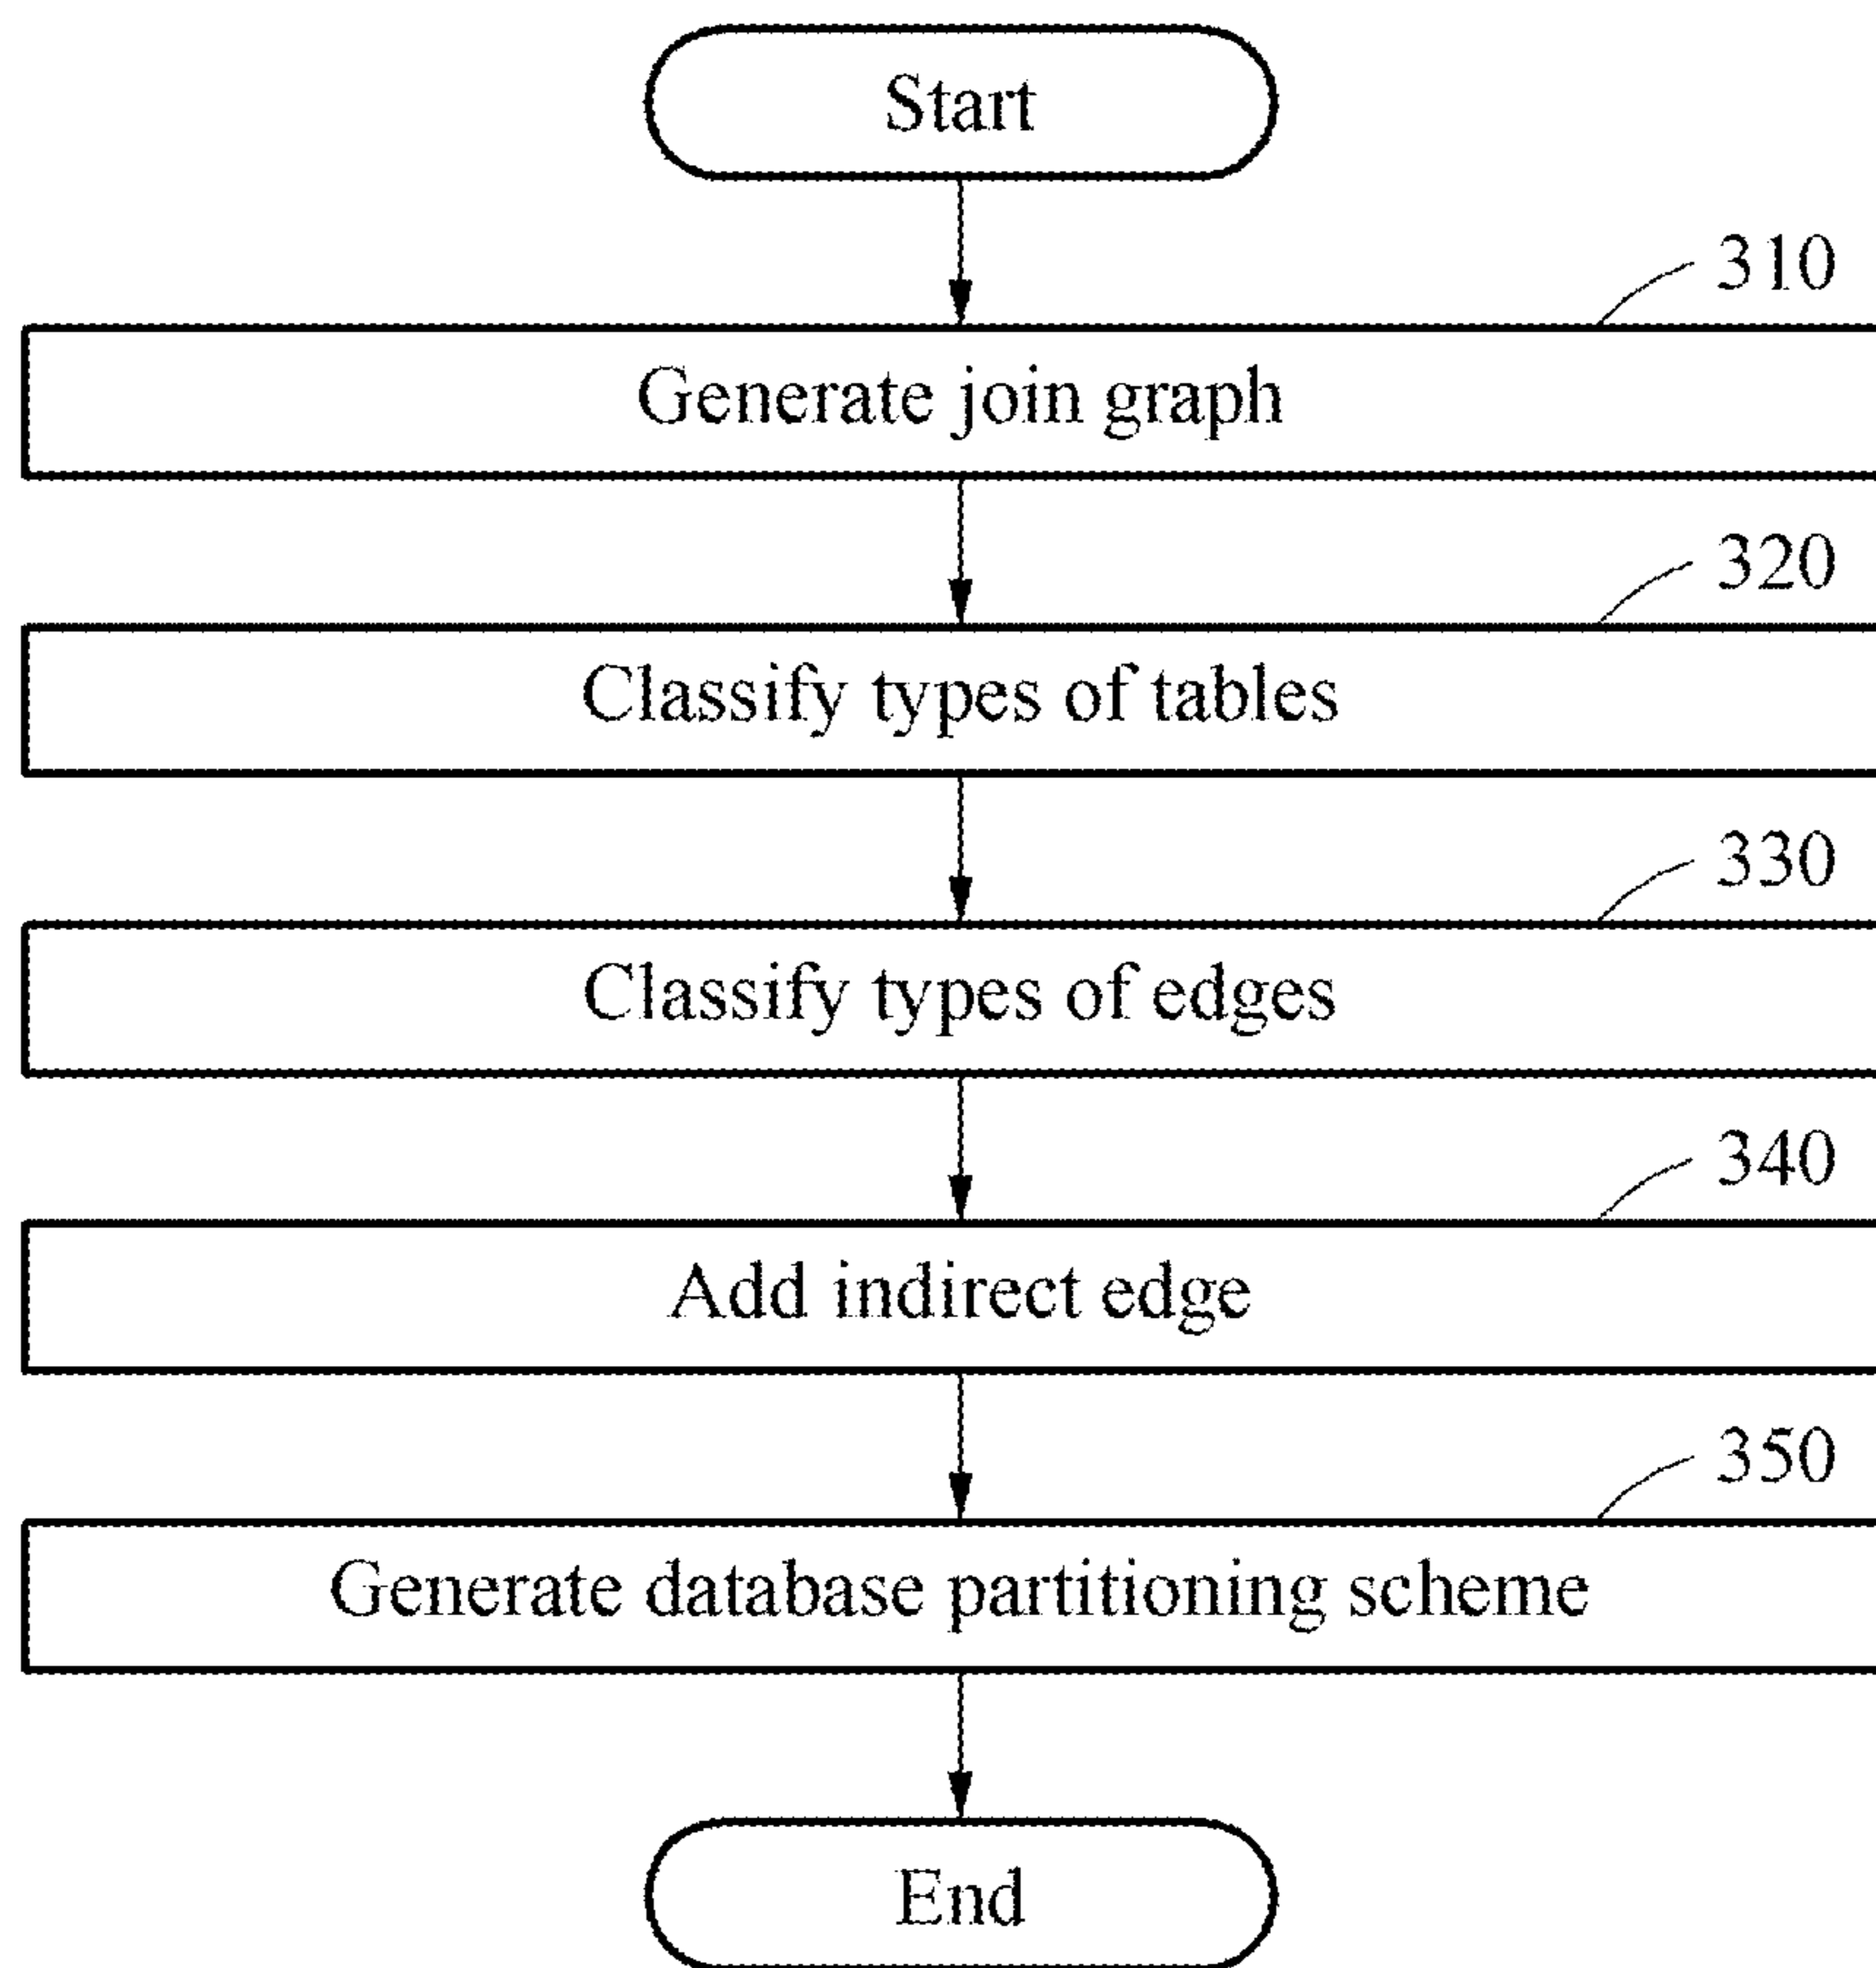 Start
310
Generate join graph
320
Classify types of tables
330
Classify types of edges
340
Add indirect edge
350
Generate database partitioning scheme
End